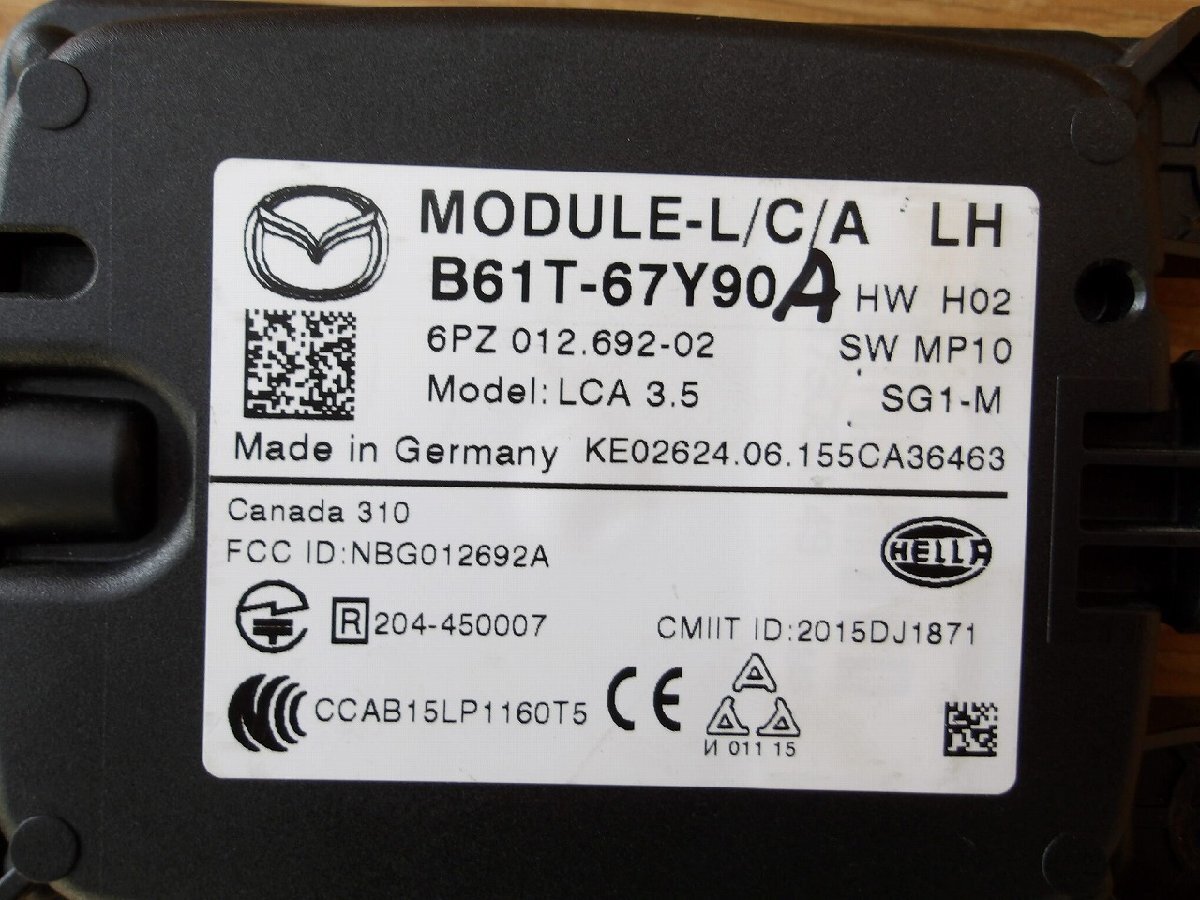 MODULE-L/C/A LH
B61T-67Y90A HW H02
6PZ 012.692-02 SW MP10
Model: LCA 3.5 SG1-M
Made in Germany KE02624.06.155CA36463
Canada 310
FCC ID:NBG012692A
HELLA
R 204-450007 CMIIT ID:2015DJ1871
CCAB15LP1160T5 CE
И 011 15